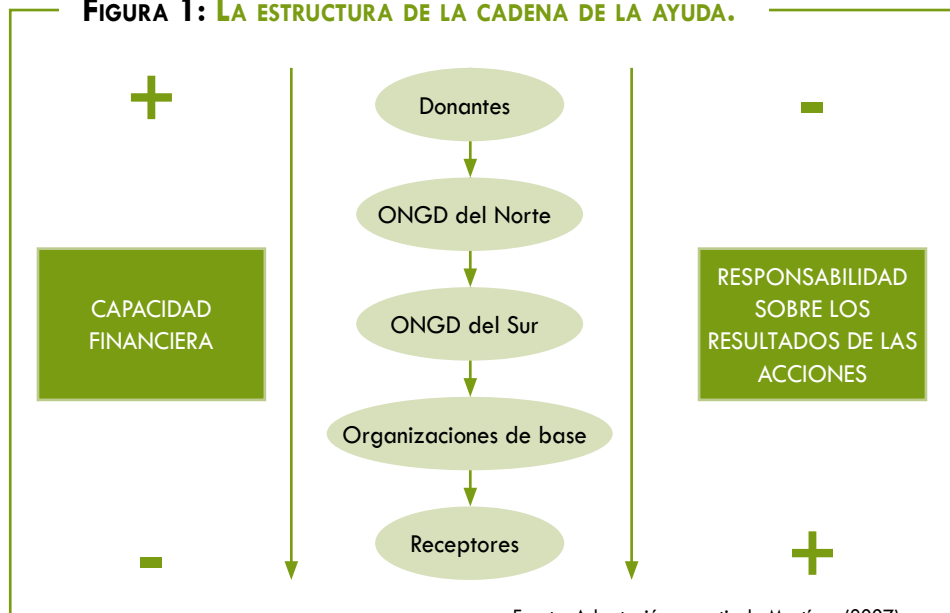 FIGURA 1: LA ESTRUCTURA DE LA CADENA DE LA AYUDA.
+
-
Donantes
ONGD del Norte
CAPACIDAD
FINANCIERA
ONGD del Sur
RESPONSABILIDAD
SOBRE LOS
RESULTADOS DE LAS
ACCIONES
Organizaciones de base
Receptores
-
+